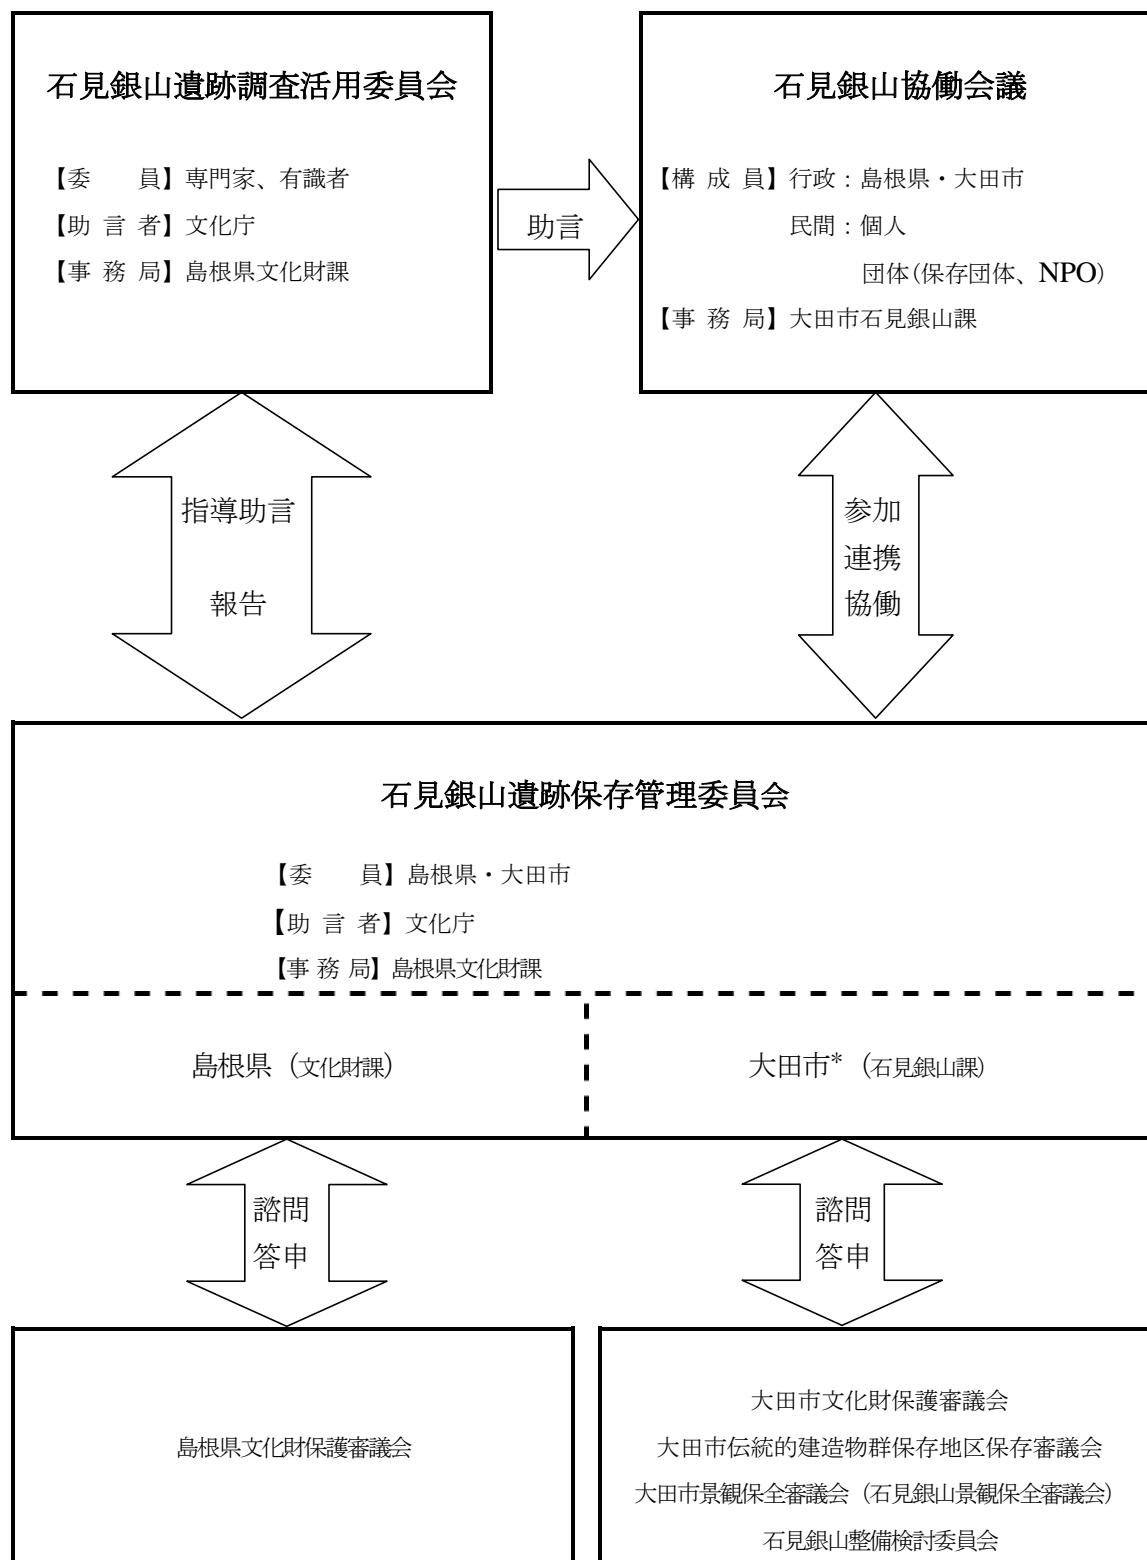 石見銀山遺跡調査活用委員会
【委　　員】専門家、有識者
【助 言 者】文化庁
【事 務 局】島根県文化財課
助言
石見銀山協働会議
【構 成 員】行政：島根県・大田市
民間：個人
団体(保存団体、NPO)
【事 務 局】大田市石見銀山課
指導助言
報告
参加
連携
協働
石見銀山遺跡保存管理委員会
【委　　員】島根県・大田市
【助 言 者】文化庁
【事 務 局】島根県文化財課
島根県（文化財課）
大田市*（石見銀山課）
諮問
答申
諮問
答申
島根県文化財保護審議会
大田市文化財保護審議会
大田市伝統的建造物群保存地区保存審議会
大田市景観保全審議会（石見銀山景観保全審議会）
石見銀山整備検討委員会